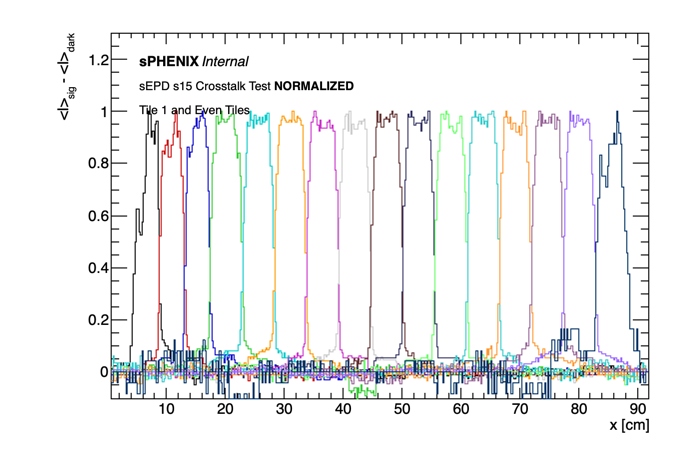 <I>sig - <I>dark
1.2
1
0.8
0.6
0.4
0.2
0
sPHENIX Internal
sEPD s15 Crosstalk Test NORMALIZED
Tile 1 and Even Tiles
10 20 30 40 50 60 70 80 90
x [cm]